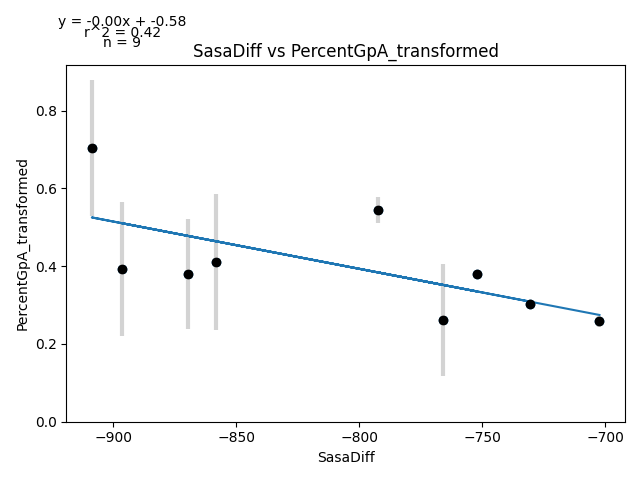 y = -0.00x + -0.58
r^2 = 0.42
n = 9
SasaDiff vs PercentGpA_transformed
PercentGpA_transformed
0.8
0.6
0.4
0.2
0.0
−900
−850
−800
−750
−700
SasaDiff